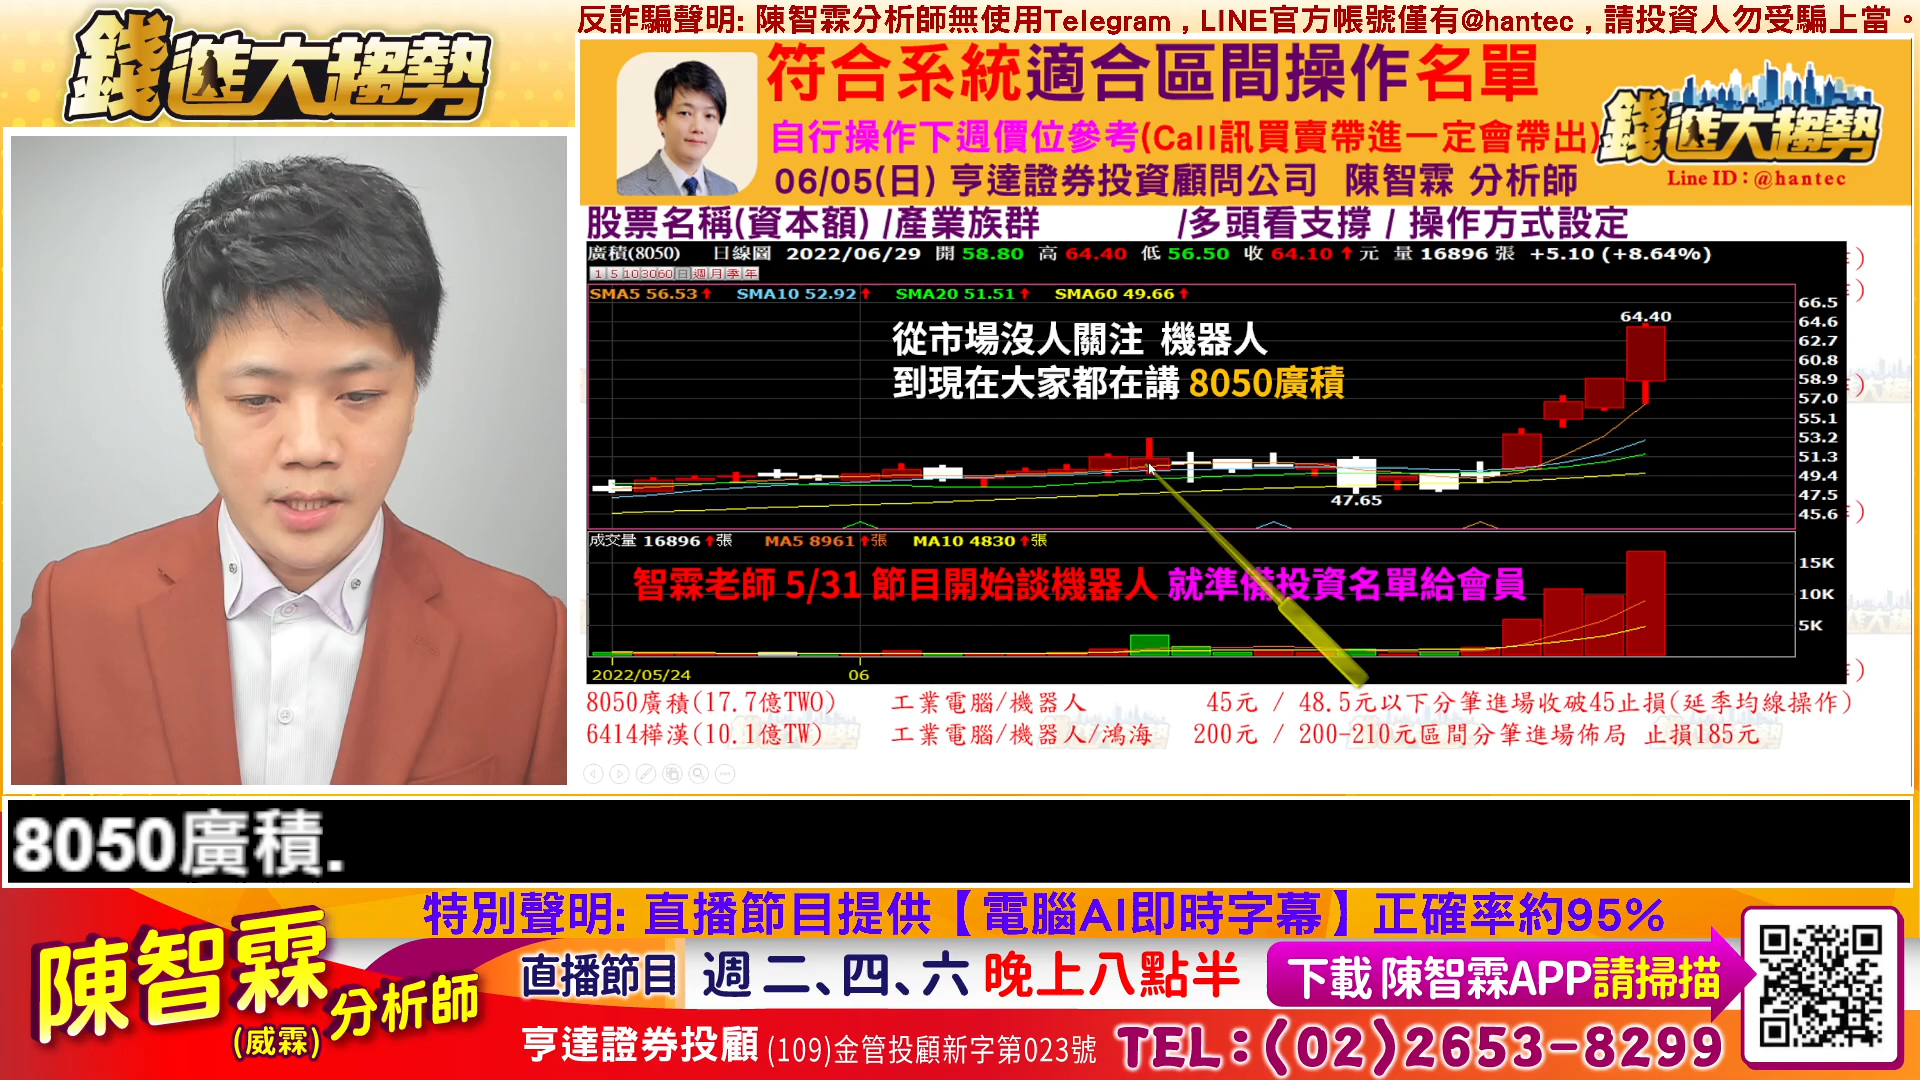 反詐騙聲明: 陳智霖分析師無使用Telegram , LINE官方帳號僅有@hantec , 請投資人勿受騙上當。
錢進大趨勢
符合系統適合區間操作名單
自行操作下週價位參考(Call訊買賣帶進一定會帶出)
06/05(日) 亨達證券投資顧問公司 陳智霖 分析師
錢進大趨勢
Line ID：@hantec
股票名稱(資本額) /產業族群 /多頭看支撐 / 操作方式設定
廣積(8050) 日線圖 2022/06/29 開 58.80 高 64.40 低 56.50 收 64.10 ↑ 元 量 16896 張 +5.10 (+8.64%)
1 5 10 30 60 日 週 月 季 年
SMA5 56.53↑ SMA10 52.92↑ SMA20 51.51↑ SMA60 49.66↑
從市場沒人關注 機器人
到現在大家都在講 8050廣積
64.40
47.65
66.5
64.6
62.7
60.8
58.9
57.0
55.1
53.2
51.3
49.4
47.5
45.6
成交量 16896↑張 MA5 8961↑張 MA10 4830↑張
智霖老師 5/31 節目開始談機器人 就準備投資名單給會員
15K
10K
5K
2022/05/24 06
8050廣積(17.7億TWO) 工業電腦/機器人 45元 / 48.5元以下分筆進場收破45止損(延季均線操作)
6414樺漢(10.1億TW) 工業電腦/機器人/鴻海 200元 / 200-210元區間分筆進場佈局 止損185元
8050廣積.
特別聲明: 直播節目提供【電腦AI即時字幕】正確率約95%
陳智霖分析師
(威霖)
直播節目 週二、四、六 晚上八點半
下載 陳智霖APP請掃描
亨達證券投顧 (109)金管投顧新字第023號 TEL：(02)2653-8299